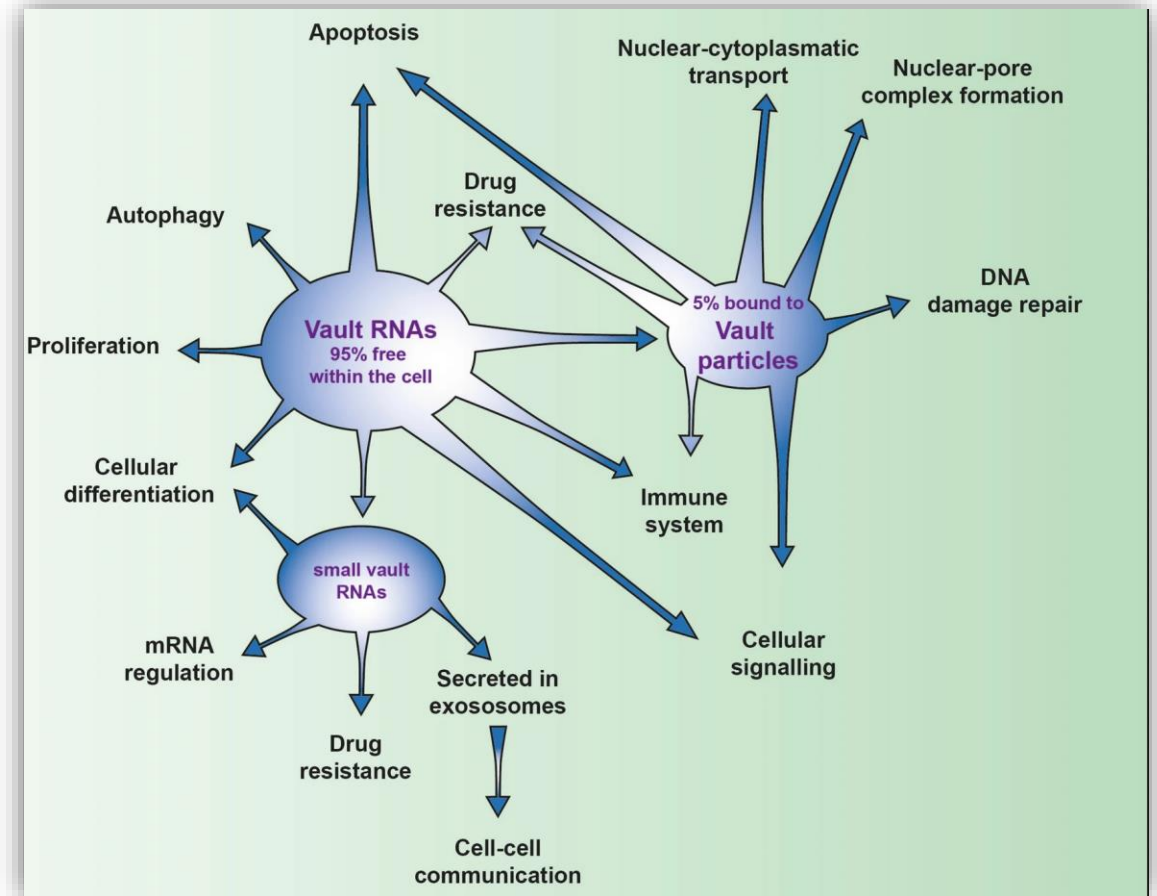 Apoptosis
Nuclear-cytoplasmatic
transport
Nuclear-pore
complex formation
Drug
resistance
Autophagy
DNA
damage repair
5% bound to
Vault
particles
Vault RNAs
95% free
within the cell
Proliferation
Cellular
differentiation
Immune
system
small vault
RNAs
mRNA
regulation
Secreted in
exososomes
Cellular
signalling
Drug
resistance
Cell-cell
communication